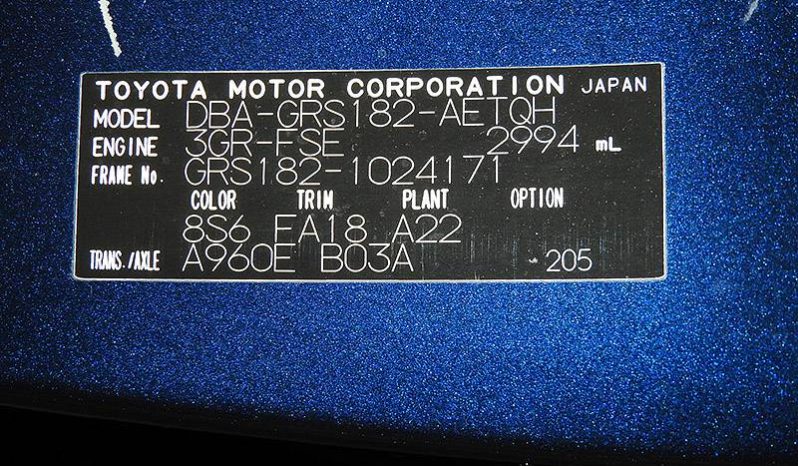 TOYOTA MOTOR CORPORATION JAPAN
MODEL DBA-GRS182-AETQH
ENGINE 3GR-FSE 2994 mL
FRAME No. GRS182-1024171
COLOR TRIM PLANT OPTION
8S6 FA18 A22
TRANS./AXLE A960E B03A 205